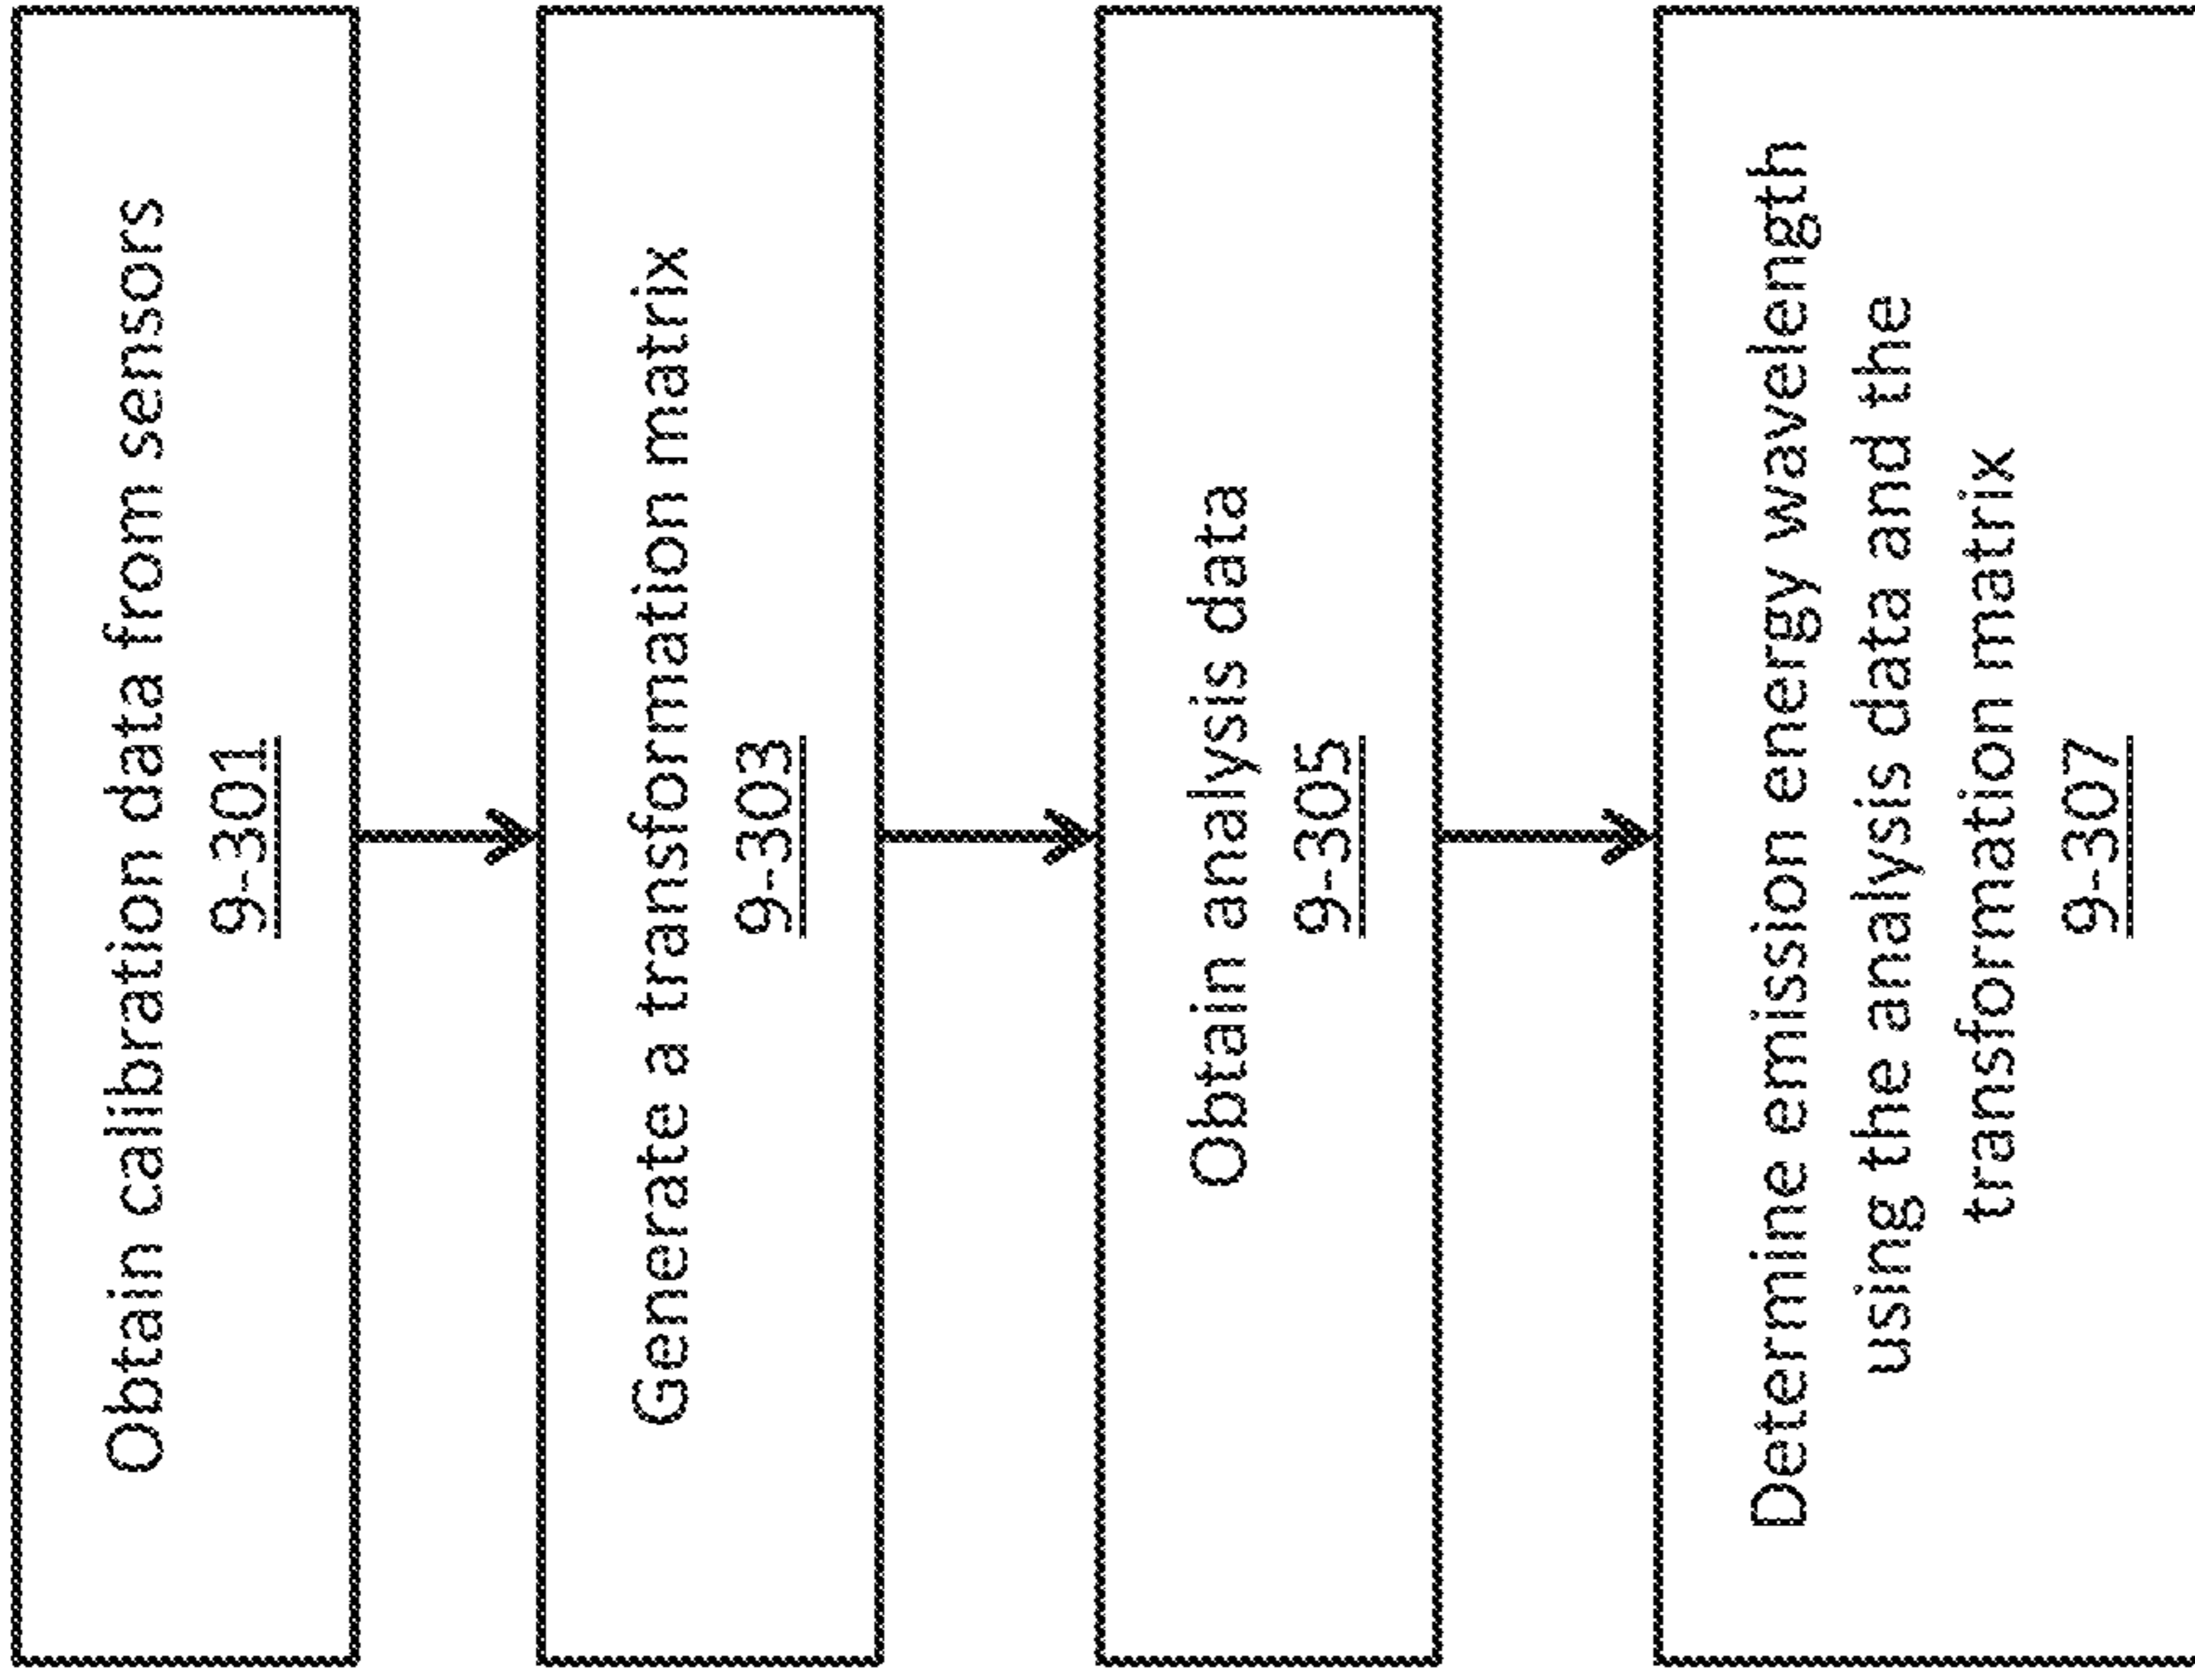 Obtain calibration data from sensors
9-301
Generate a transformation matrix
9-303
Obtain analysis data
9-305
Determine emission energy wavelength
using the analysis data and the
transformation matrix
9-307